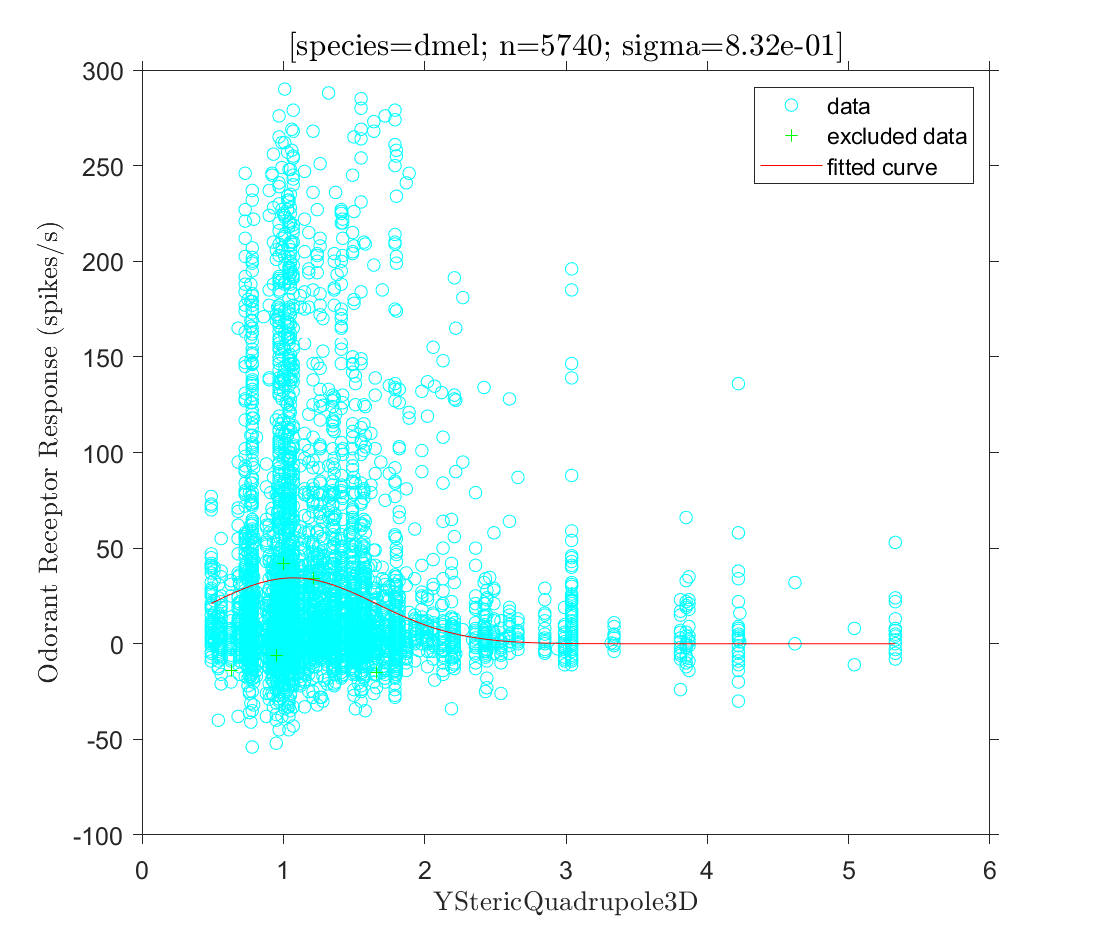 [species=dmel; n=5740; sigma=8.32e-01]
300
250
200
150
100
50
0
-50
-100
Odorant Receptor Response (spikes/s)
data
excluded data
fitted curve
0 1 2 3 4 5 6
YStericQuadrupole3D